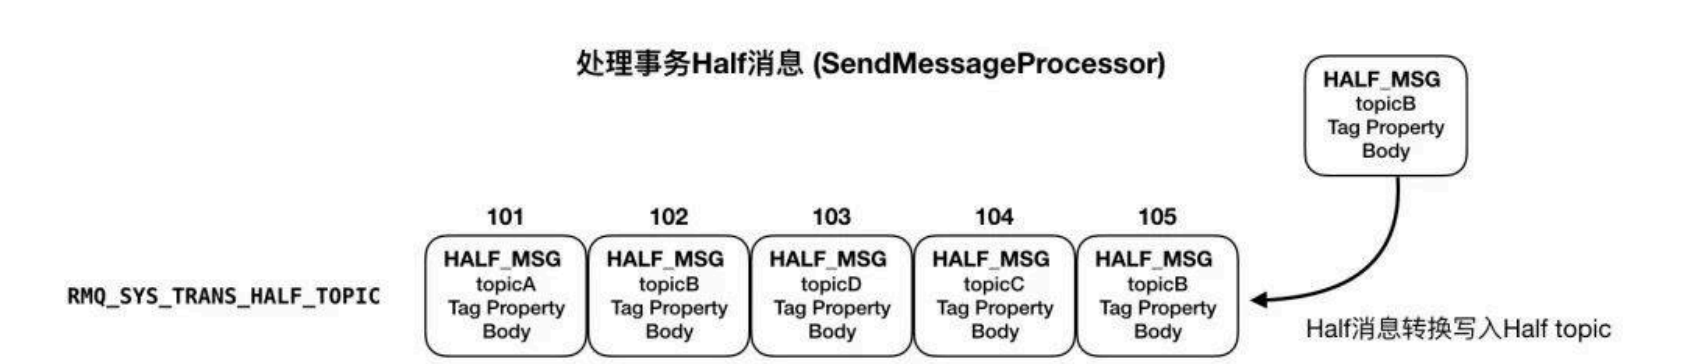 处理事务Half消息 (SendMessageProcessor)
HALF_MSG
topicB
Tag Property
Body
101
102
103
104
105
RMQ_SYS_TRANS_HALF_TOPIC
HALF_MSG
topicA
Tag Property
Body
HALF_MSG
topicB
Tag Property
Body
HALF_MSG
topicD
Tag Property
Body
HALF_MSG
topicC
Tag Property
Body
HALF_MSG
topicB
Tag Property
Body
Half消息转换写入Half topic